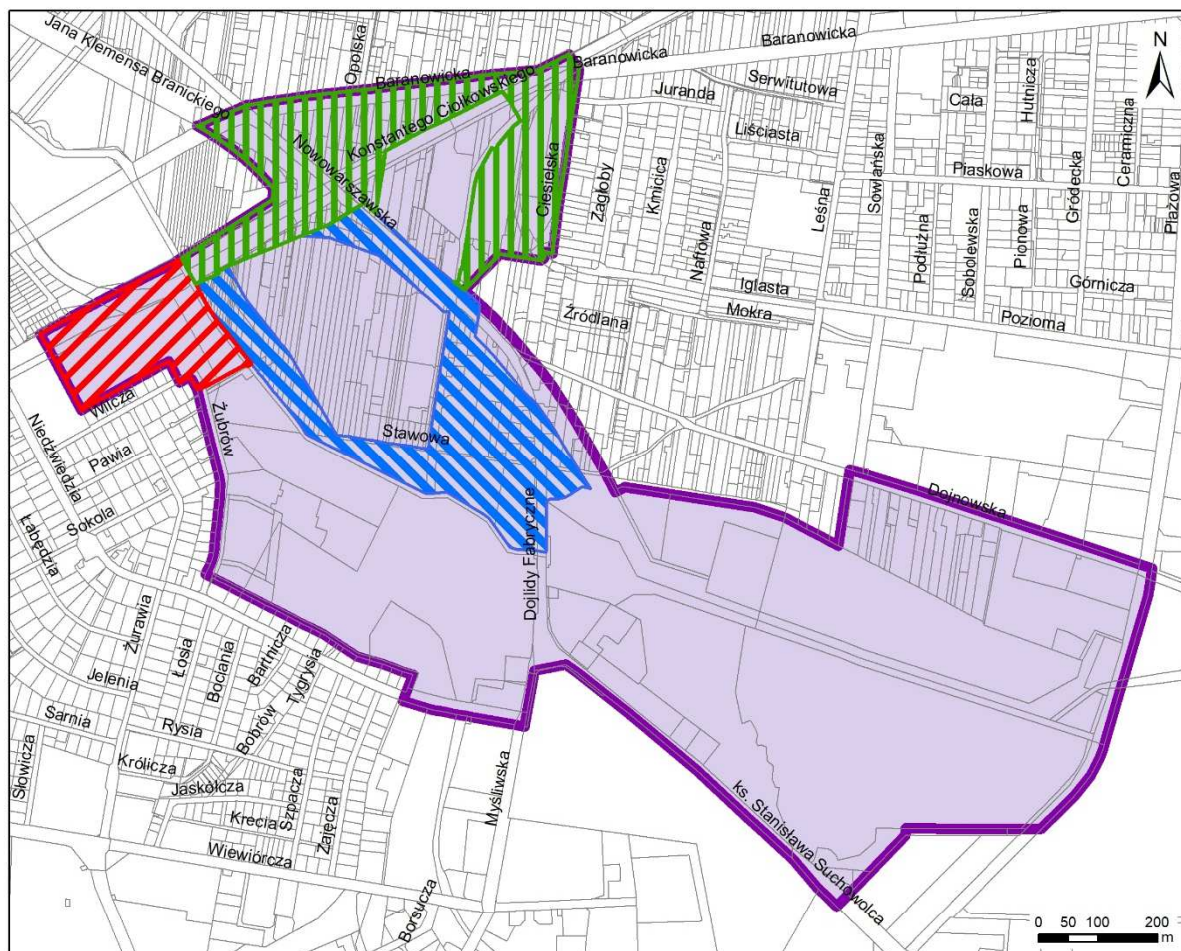 Jana Klemensa Branickiego
Opolska
Baranowicka
Baranowicka
Baranowicka
N
Konstantego Ciołkowskiego
Nowowarszawska
Ciesielska
Juranda
Serwitutowa
Liściasta
Cała
Hutnicza
Ceramiczna
Zagłoby
Kmicica
Naftowa
Leśna
Sowlańska
Piaskowa
Gródecka
Plażowa
Podłużna
Sobolewska
Pionowa
Górnicza
Iglasta
Mokra
Pozioma
Źródlana
Wilcza
Niedźwiedzia
Pawia
Żubrów
Stawowa
Sokola
Łabędzia
Dojnowska
Dojlidy Fabryczne
Żurawia
Łosia
Bociania
Barthicza
Tygrysia
Bobrów
Jelenia
Sarnia
Rysia
Słowicza
Królicza
Jaskółcza
Szpacza
Krecia
Zajęcza
Wiewiórcza
Myśliwska
Borsucza
ks. Stanisława Suchowolca
0 50 100 200
m